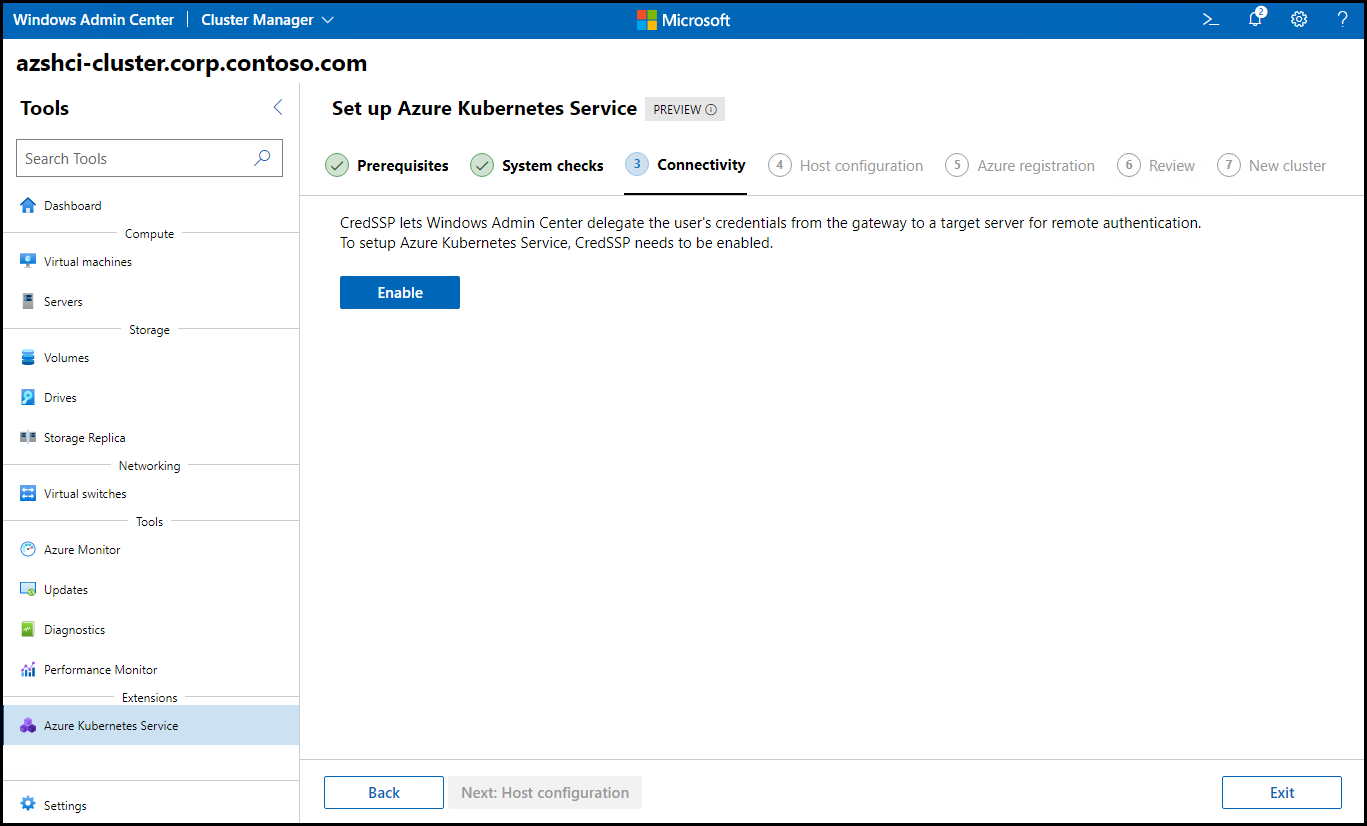 Windows Admin Center | Cluster Manager
Microsoft
2
?
azshci-cluster.corp.contoso.com
Tools
Search Tools
Dashboard
Compute
Virtual machines
Servers
Storage
Volumes
Drives
Storage Replica
Networking
Virtual switches
Tools
Azure Monitor
Updates
Diagnostics
Performance Monitor
Extensions
Azure Kubernetes Service
Settings
Set up Azure Kubernetes Service PREVIEW
Prerequisites System checks 3 Connectivity 4 Host configuration 5 Azure registration 6 Review 7 New cluster
CredSSP lets Windows Admin Center delegate the user's credentials from the gateway to a target server for remote authentication.
To setup Azure Kubernetes Service, CredSSP needs to be enabled.
Enable
Back Next: Host configuration Exit